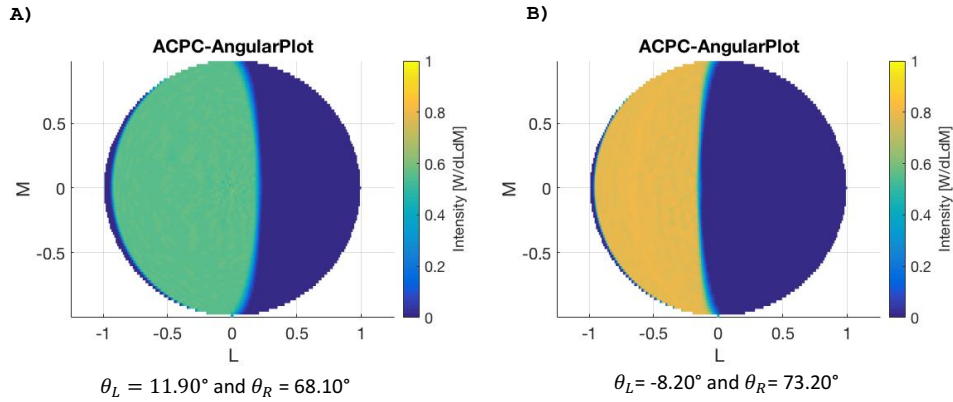 A)
ACPC-AngularPlot
M
0.5
0
-0.5
-1 -0.5 0 0.5 1
L
1
0.8
0.6
0.4
0.2
0
Intensity [W/dLdM]
θL = 11.90° and θR = 68.10°
B)
ACPC-AngularPlot
M
0.5
0
-0.5
-1 -0.5 0 0.5 1
L
1
0.8
0.6
0.4
0.2
0
Intensity [W/dLdM]
θL= -8.20° and θR= 73.20°